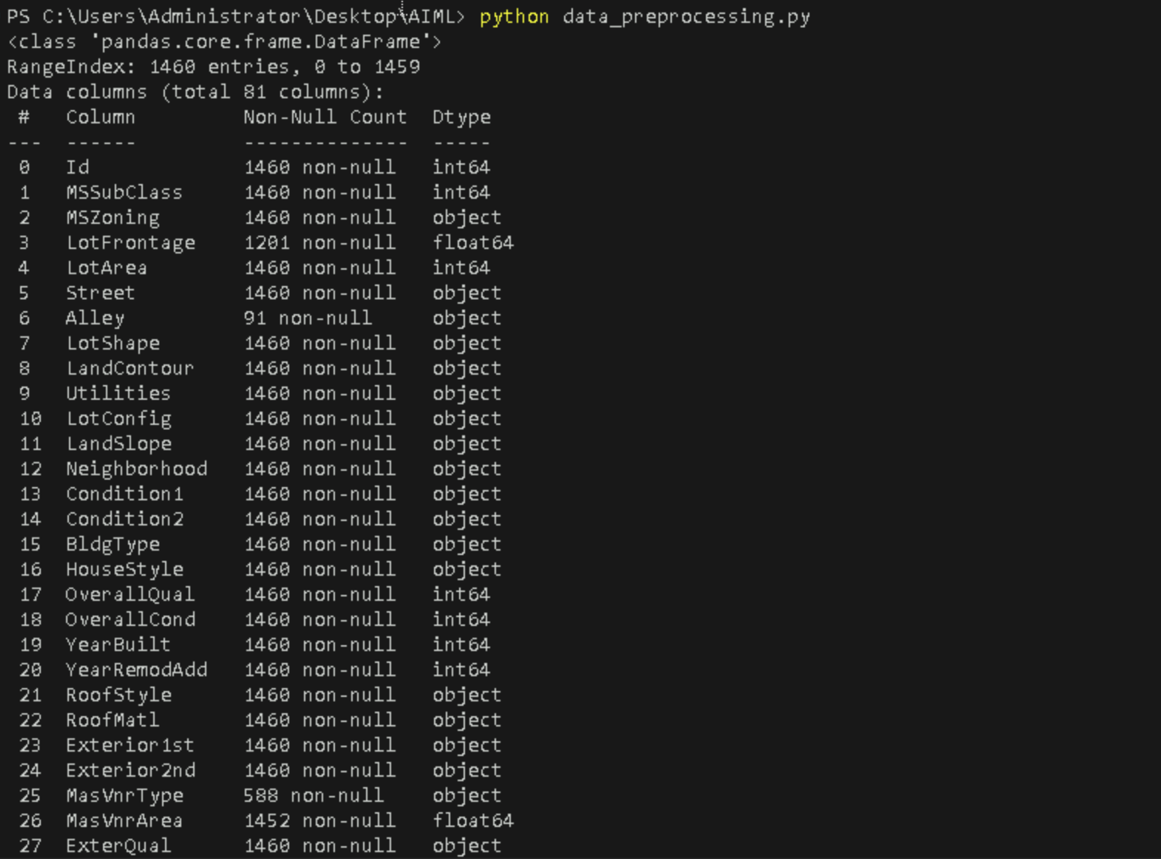 PS C:\Users\Administrator\Desktop\AIML> python data_preprocessing.py
<class 'pandas.core.frame.DataFrame'>
RangeIndex: 1460 entries, 0 to 1459
Data columns (total 81 columns):
 #   Column         Non-Null Count  Dtype
---  ------         --------------  -----
 0   Id             1460 non-null   int64
 1   MSSubClass     1460 non-null   int64
 2   MSZoning       1460 non-null   object
 3   LotFrontage    1201 non-null   float64
 4   LotArea        1460 non-null   int64
 5   Street         1460 non-null   object
 6   Alley          91 non-null     object
 7   LotShape       1460 non-null   object
 8   LandContour    1460 non-null   object
 9   Utilities      1460 non-null   object
 10  LotConfig      1460 non-null   object
 11  LandSlope      1460 non-null   object
 12  Neighborhood   1460 non-null   object
 13  Condition1     1460 non-null   object
 14  Condition2     1460 non-null   object
 15  BldgType       1460 non-null   object
 16  HouseStyle     1460 non-null   object
 17  OverallQual    1460 non-null   int64
 18  OverallCond    1460 non-null   int64
 19  YearBuilt      1460 non-null   int64
 20  YearRemodAdd   1460 non-null   int64
 21  RoofStyle      1460 non-null   object
 22  RoofMatl       1460 non-null   object
 23  Exterior1st    1460 non-null   object
 24  Exterior2nd    1460 non-null   object
 25  MasVnrType     588 non-null    object
 26  MasVnrArea     1452 non-null   float64
 27  ExterQual      1460 non-null   object